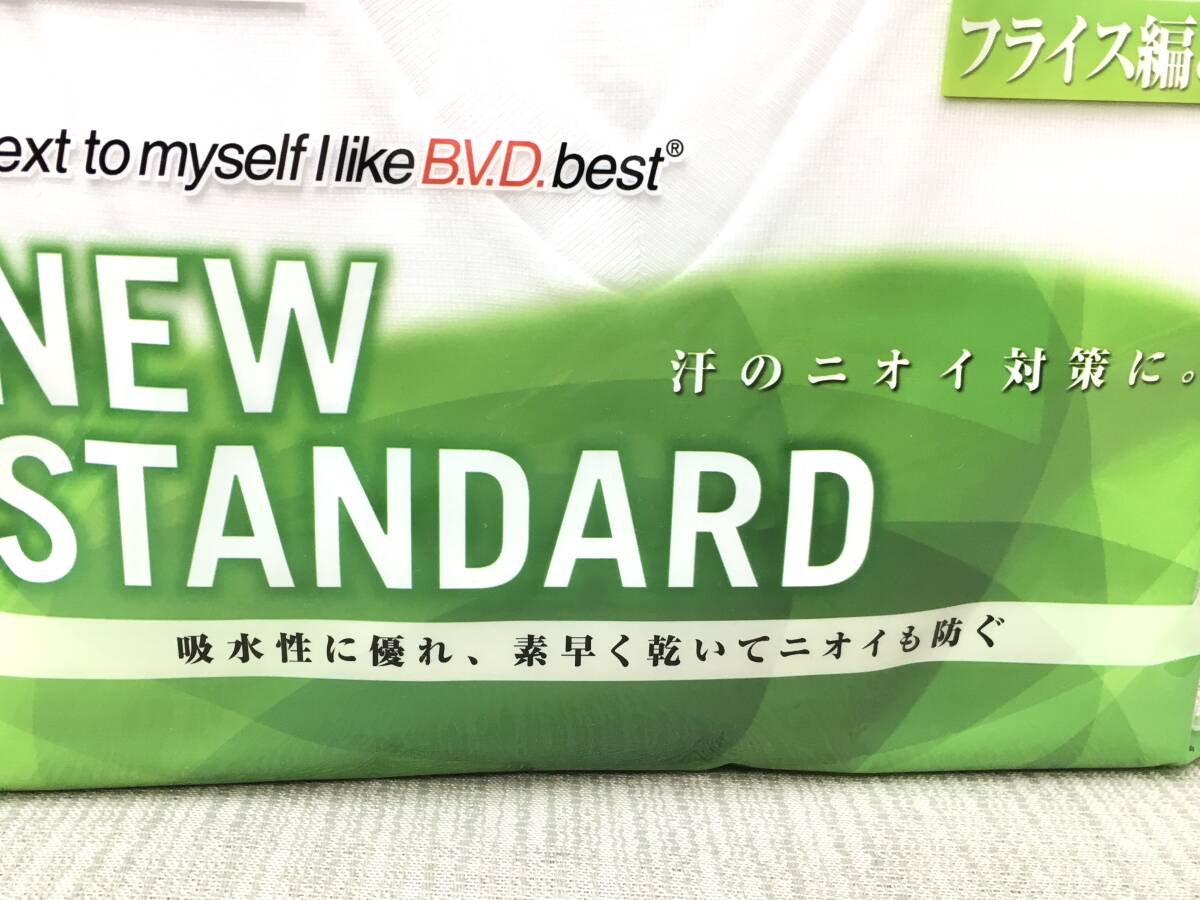 フライス編
ext to myself I like B.V.D. best®
NEW
STANDARD
汗のニオイ対策に。
吸水性に優れ、素早く乾いてニオイも防ぐ